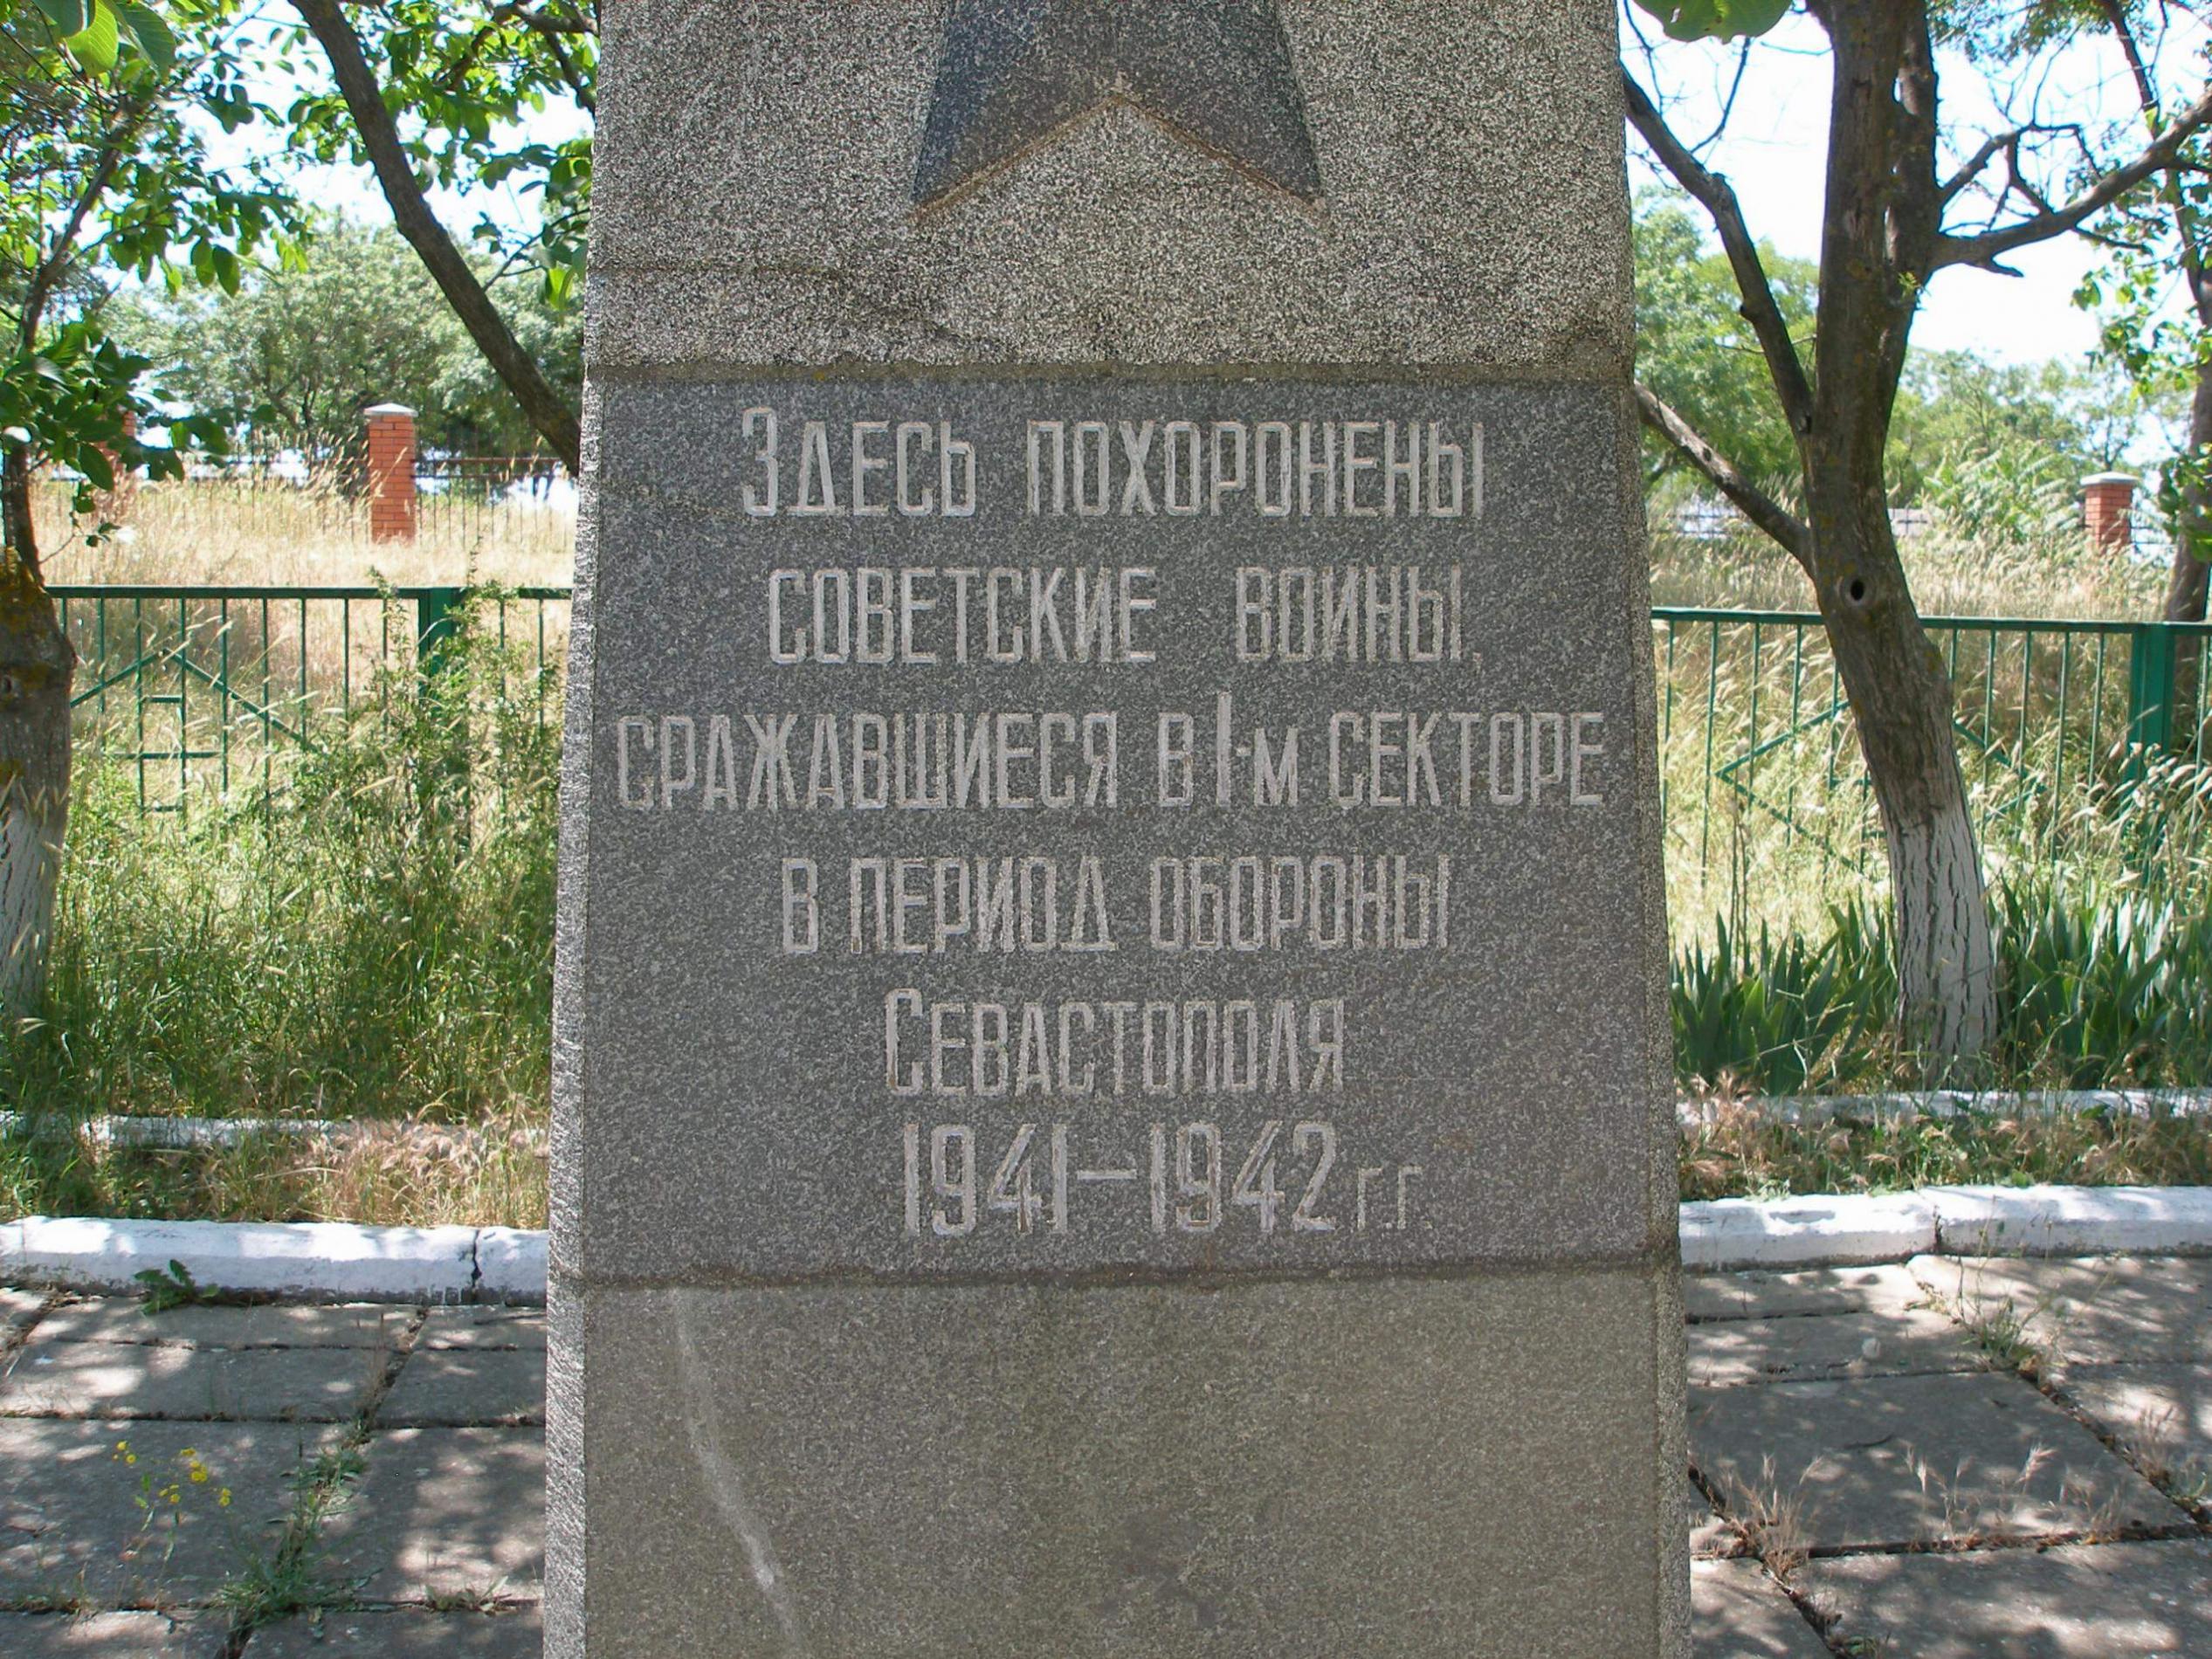 Здесь похоронены
советские воины,
сражавшиеся в I-м секторе
в период обороны
Севастополя
1941–1942 г.г.